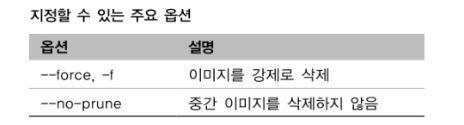 지정할 수 있는 주요 옵션
옵션 설명
--force, -f 이미지를 강제로 삭제
--no-prune 중간 이미지를 삭제하지 않음